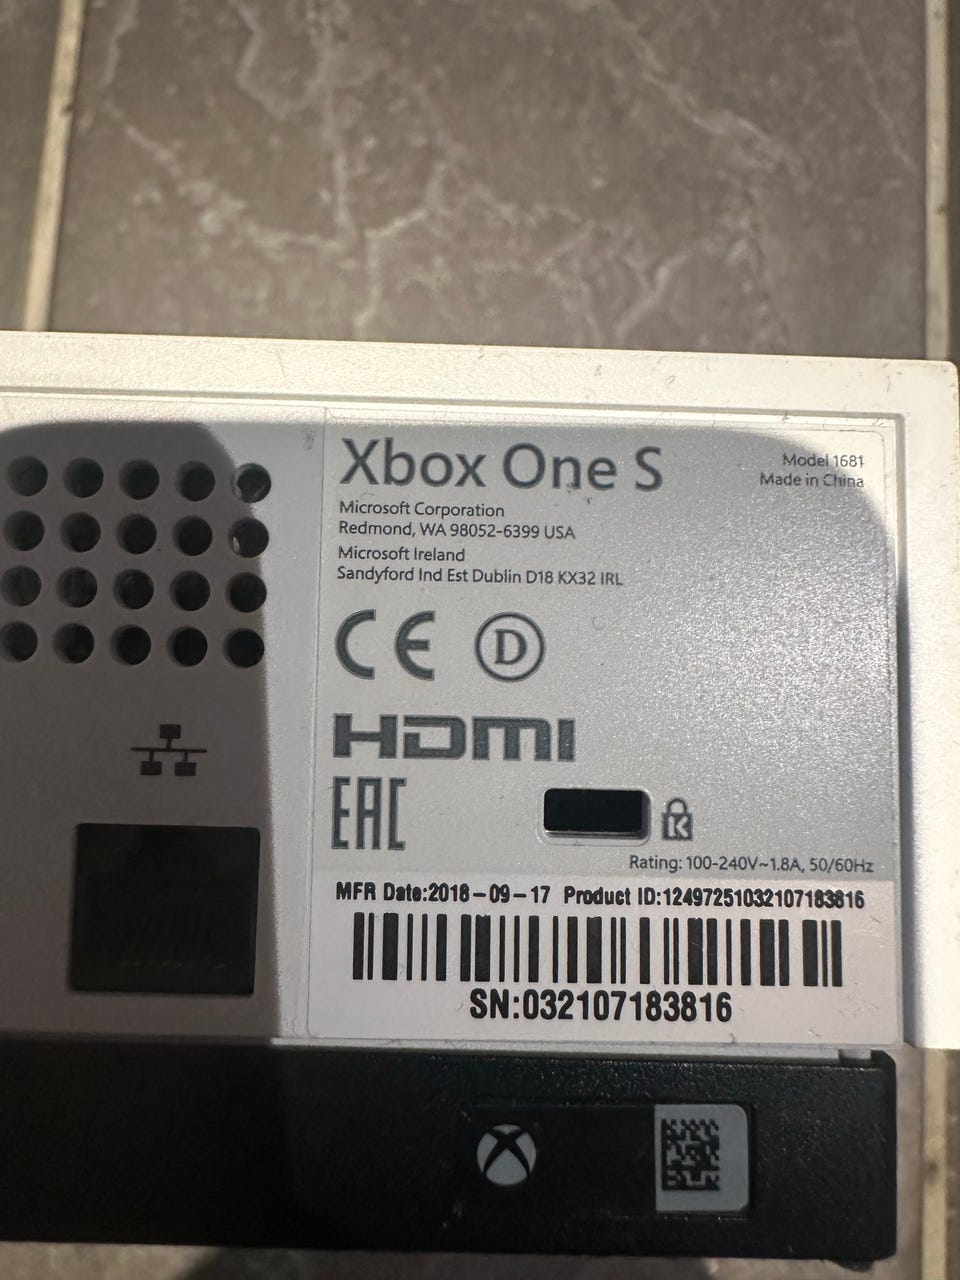 Xbox One S
Model 1681
Made in China
Microsoft Corporation
Redmond, WA 98052-6399 USA
Microsoft Ireland
Sandyford Ind Est Dublin D18 KX32 IRL
CE D
HDMI
EAC
K
Rating: 100-240V~1.8A, 50/60Hz
MFR Date:2018-09-17 Product ID:12497251032107183816
SN:032107183816